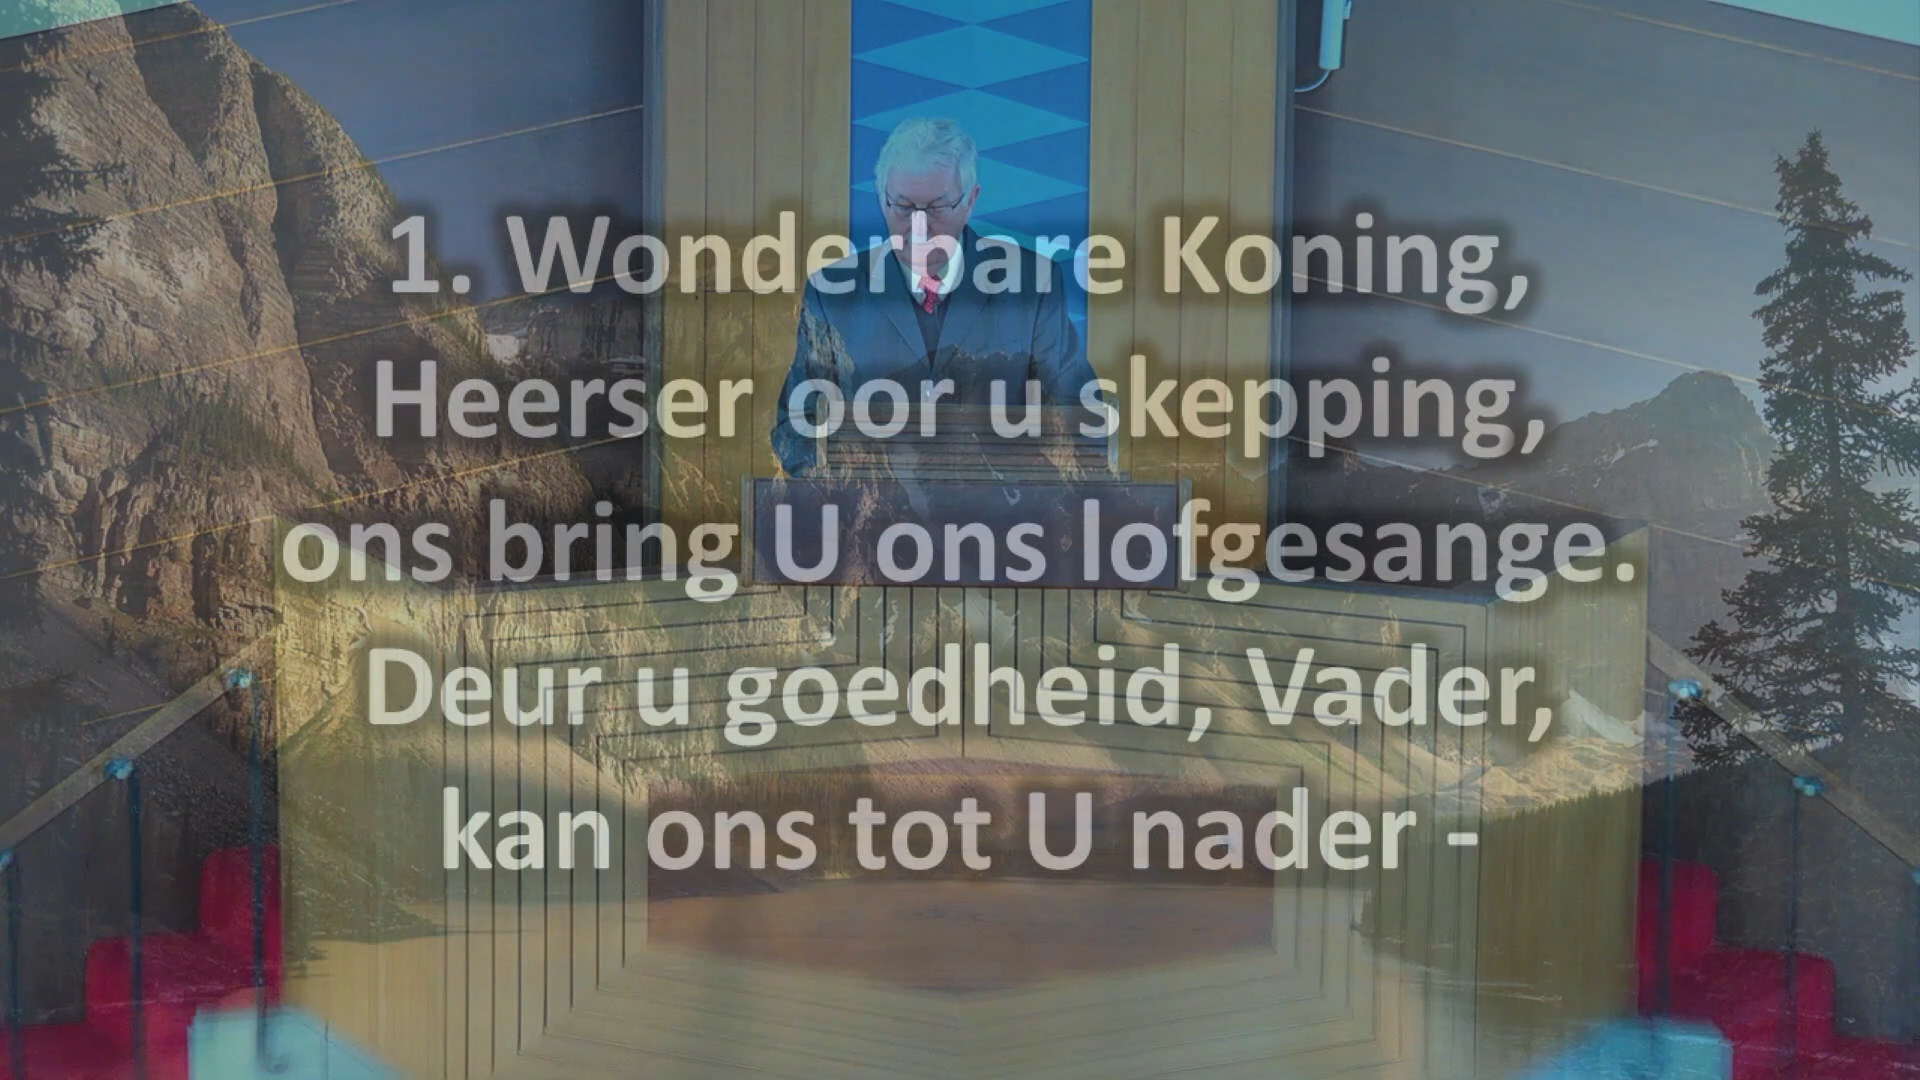 1. Wonderbare Koning,
Heerser oor u skepping,
ons bring U ons lofgesange.
Deur u goedheid, Vader,
kan ons tot U nader -